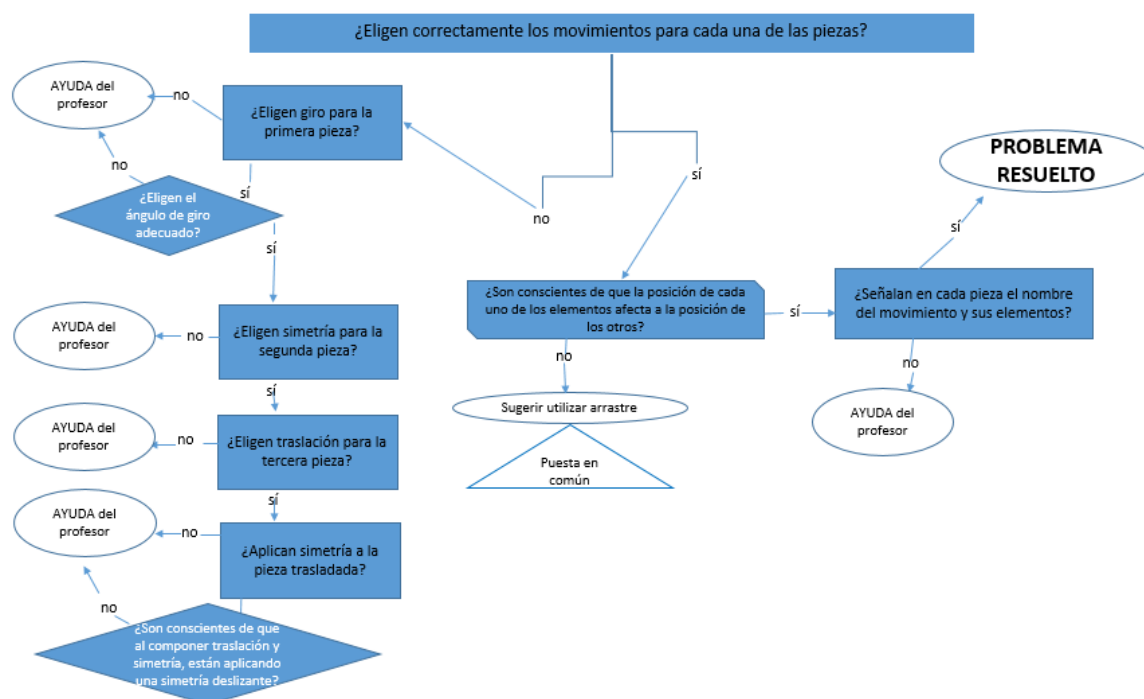 ¿Eligen correctamente los movimientos para cada una de las piezas?
AYUDA del
profesor
no
¿Eligen giro para la
primera pieza?
no
sí
¿Eligen el
ángulo de giro
adecuado?
sí
no
sí
PROBLEMA
RESUELTO
sí
¿Son conscientes de que la posición de cada
uno de los elementos afecta a la posición de
los otros?
sí
¿Señalan en cada pieza el nombre
del movimiento y sus elementos?
no
AYUDA del
profesor
no
Sugerir utilizar arrastre
Puesta en
común
AYUDA del
profesor
no
¿Eligen simetría para la
segunda pieza?
sí
AYUDA del
profesor
no
¿Eligen traslación para la
tercera pieza?
sí
AYUDA del
profesor
no
¿Aplican simetría a la
pieza trasladada?
no
¿Son conscientes de que
al componer traslación y
simetría, están aplicando
una simetría deslizante?